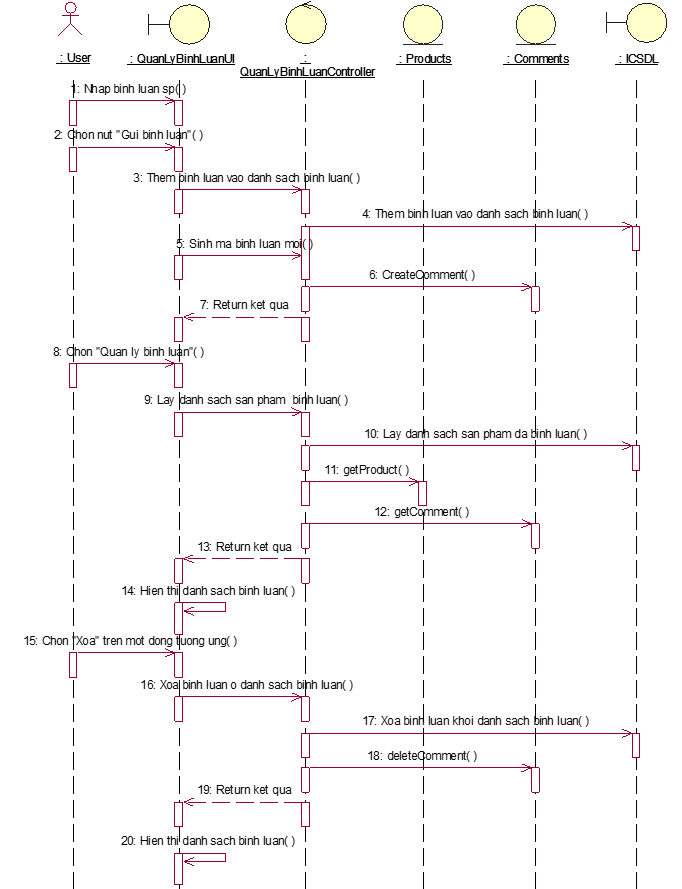 : User
: QuanLyBinhLuanUI
:
QuanLyBinhLuanController
: Products
: Comments
: ICSDL
1: Nhap binh luan sp( )
2: Chon nut "Gui binh luan"( )
3: Them binh luan vao danh sach binh luan( )
4: Them binh luan vao danh sach binh luan( )
5: Sinh ma binh luan moi( )
6: CreateComment( )
7: Return ket qua
8: Chon "Quan ly binh luan"( )
9: Lay danh sach san pham binh luan( )
10: Lay danh sach san pham da binh luan( )
11: getProduct( )
12: getComment( )
13: Return ket qua
14: Hien thi danh sach binh luan( )
15: Chon "Xoa" tren mot dong tuong ung( )
16: Xoa binh luan o danh sach binh luan( )
17: Xoa binh luan khoi danh sach binh luan( )
18: deleteComment( )
19: Return ket qua
20: Hien thi danh sach binh luan( )